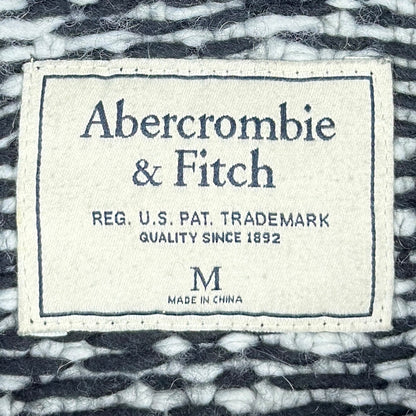 Abercrombie
& Fitch
REG. U.S. PAT. TRADEMARK
QUALITY SINCE 1892
M
MADE IN CHINA